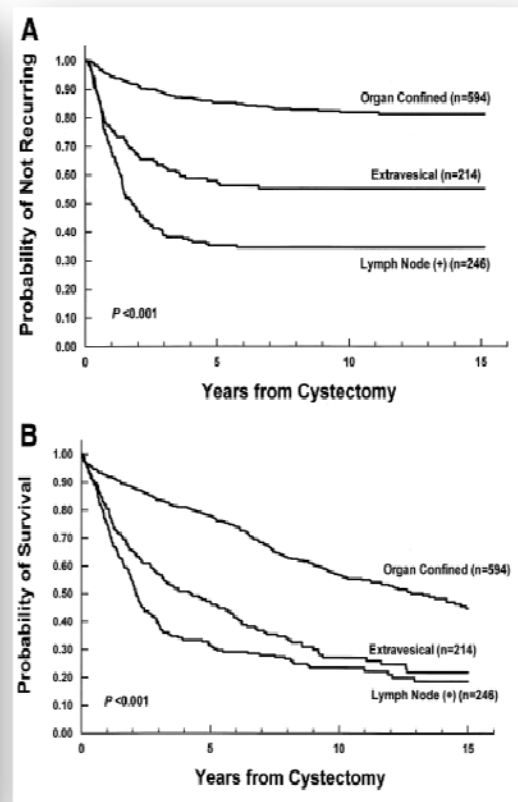 A
Probability of Not Recurring
1.00
0.90
0.80
0.70
0.60
0.50
0.40
0.30
0.20
0.10
0.00
Organ Confined (n=594)
Extravesical (n=214)
Lymph Node (+) (n=246)
P <0.001
0 5 10 15
Years from Cystectomy
B
Probability of Survival
1.00
0.90
0.80
0.70
0.60
0.50
0.40
0.30
0.20
0.10
0.00
Organ Confined (n=594)
Extravesical (n=214)
Lymph Node (+) (n=246)
P <0.001
0 5 10 15
Years from Cystectomy